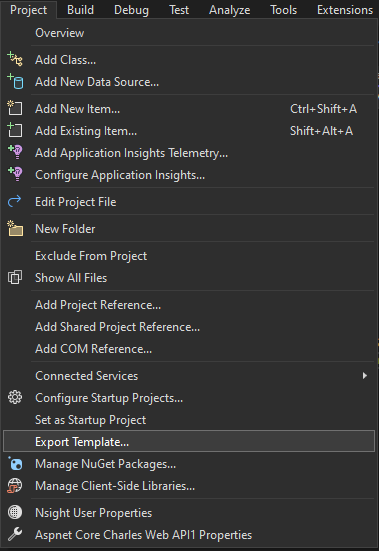 Project Build Debug Test Analyze Tools Extensions
Overview
Add Class...
Add New Data Source...
Add New Item... Ctrl+Shift+A
Add Existing Item... Shift+Alt+A
Add Application Insights Telemetry...
Configure Application Insights...
Edit Project File
New Folder
Exclude From Project
Show All Files
Add Project Reference...
Add Shared Project Reference...
Add COM Reference...
Connected Services
Configure Startup Projects...
Set as Startup Project
Export Template...
Manage NuGet Packages...
Manage Client-Side Libraries...
Nsight User Properties
Aspnet Core Charles Web API1 Properties